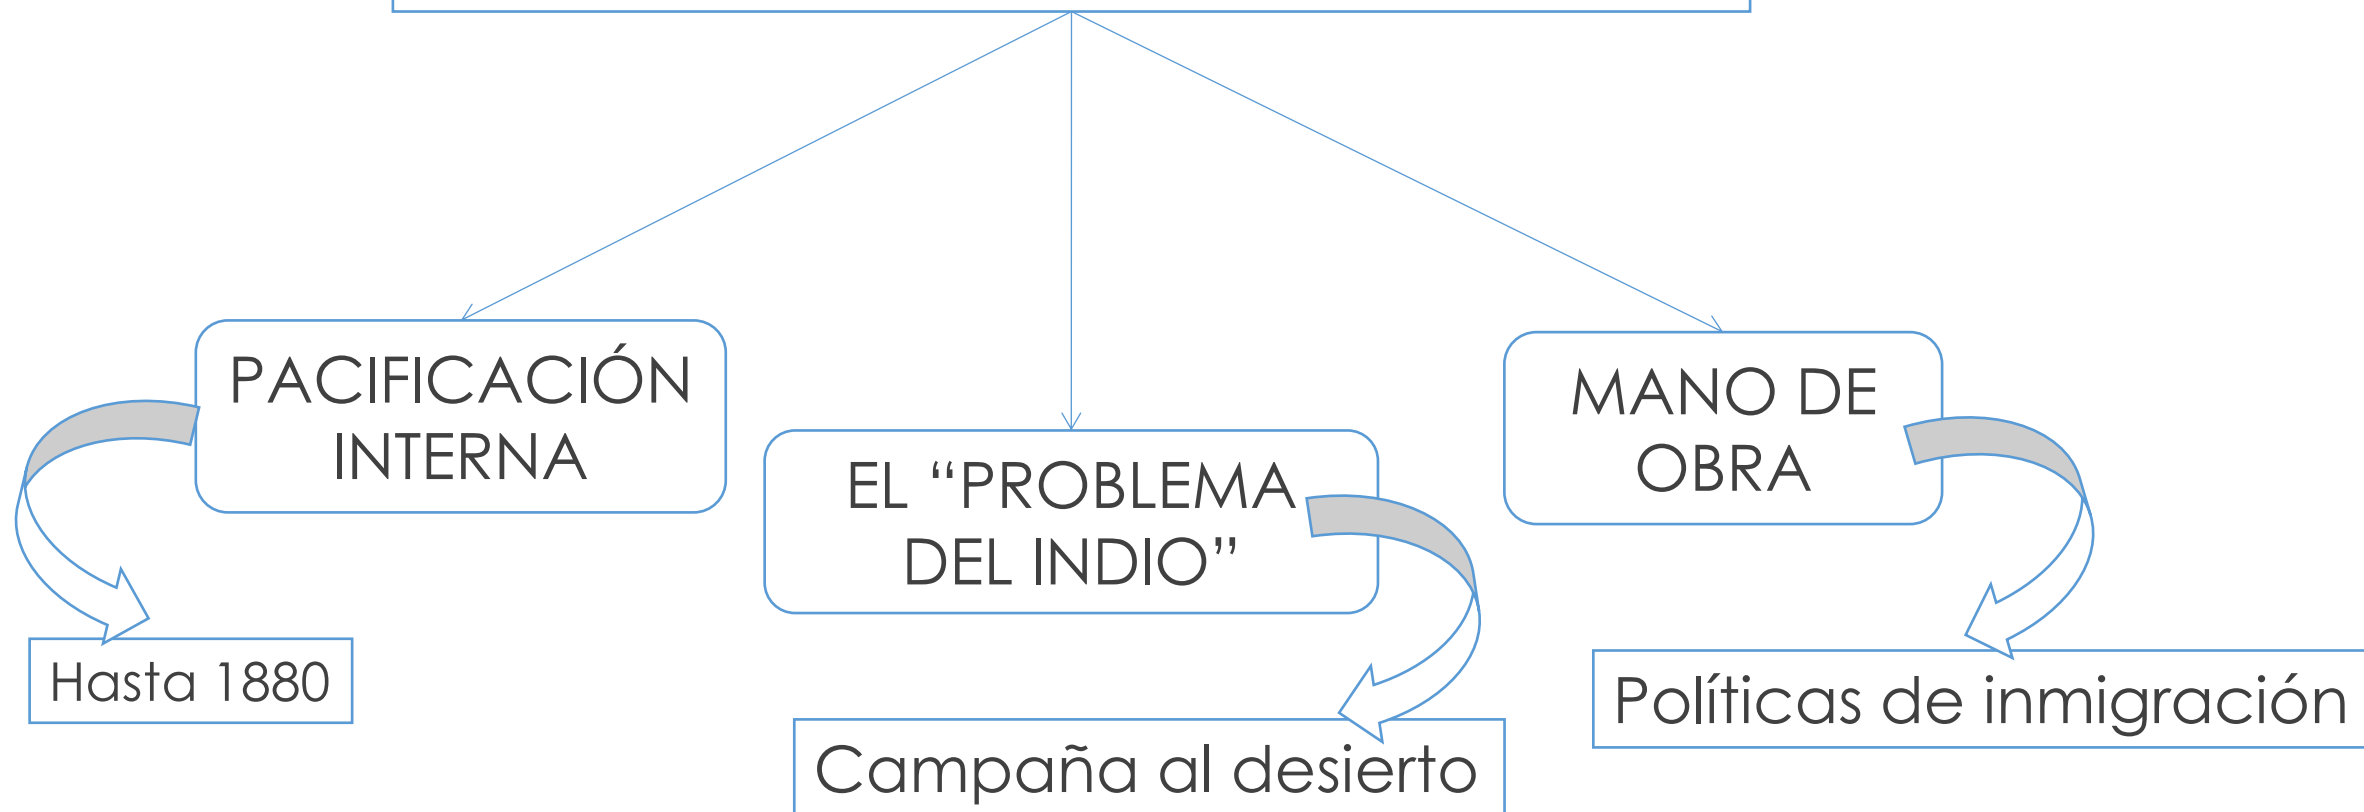 PACIFICACIÓN
INTERNA
EL “PROBLEMA
DEL INDIO”
MANO DE
OBRA
Hasta 1880
Campaña al desierto
Políticas de inmigración